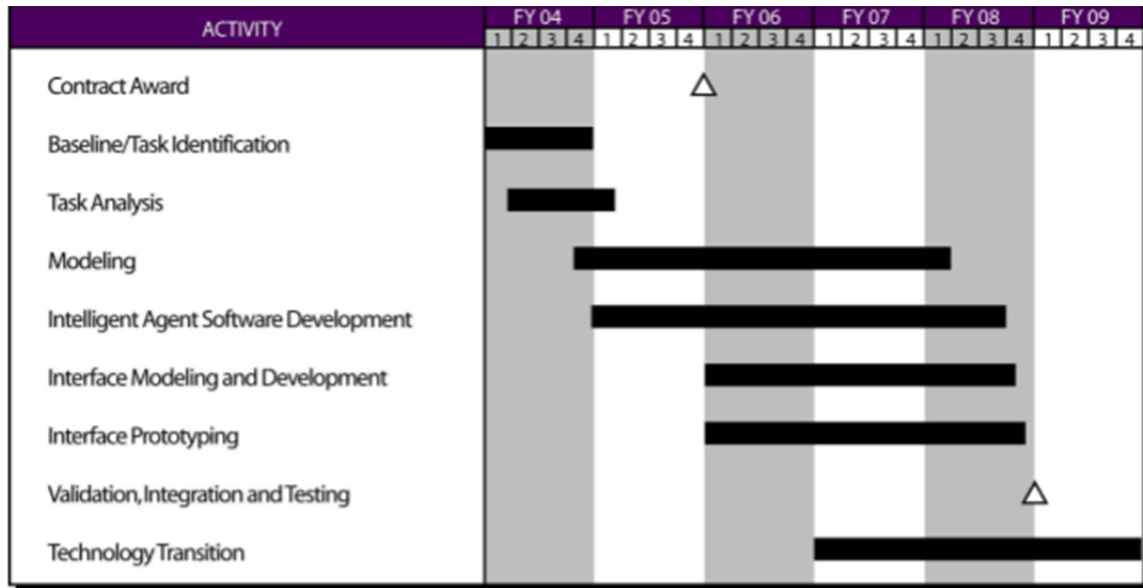 ACTIVITY
FY 04 FY 05 FY 06 FY 07 FY 08 FY 09
1 2 3 4 1 2 3 4 1 2 3 4 1 2 3 4 1 2 3 4 1 2 3 4
Contract Award
Baseline/Task Identification
Task Analysis
Modeling
Intelligent Agent Software Development
Interface Modeling and Development
Interface Prototyping
Validation, Integration and Testing
Technology Transition